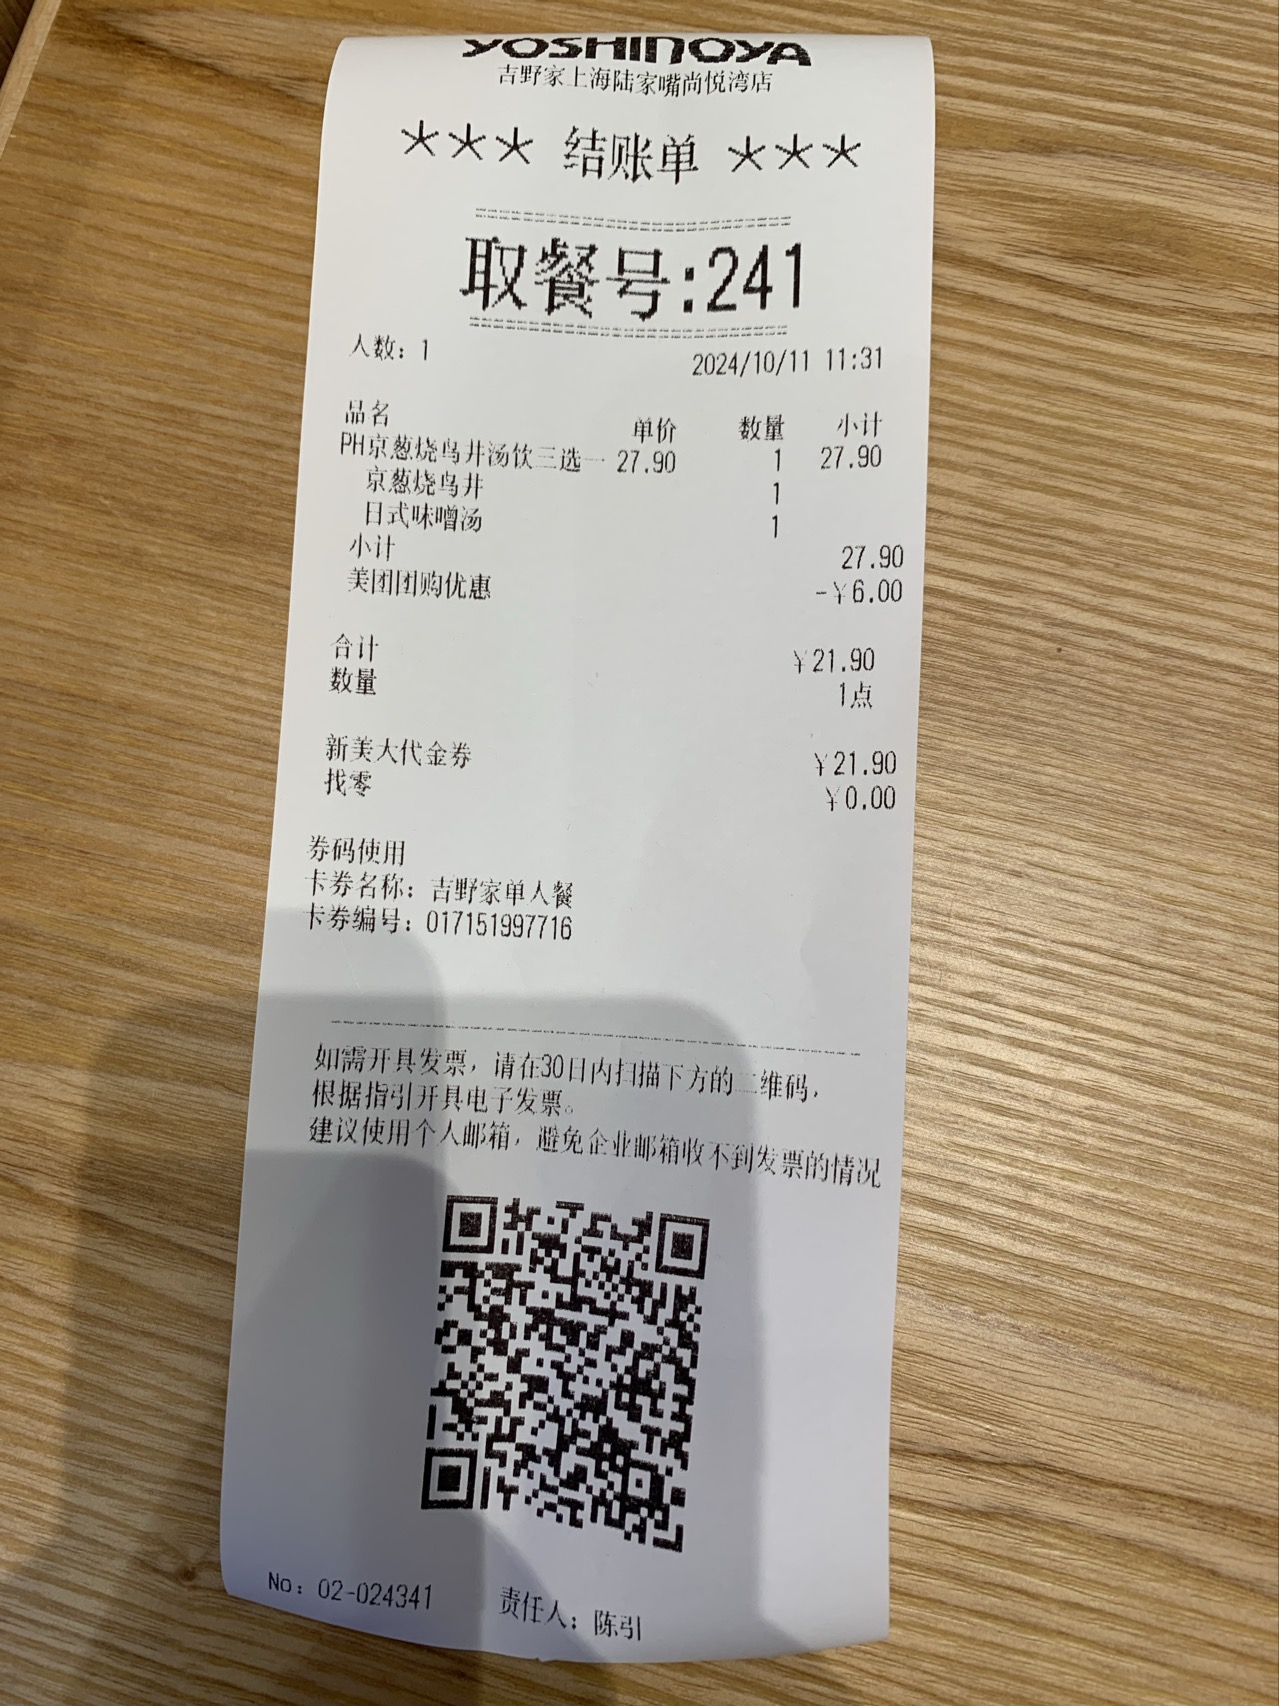 YOSHINOYA
吉野家上海陆家嘴尚悦湾店
*** 结账单 ***
取餐号:241
人数：1 2024/10/11 11:31
品名 单价 数量 小计
PH京葱烧鸟井汤饮三选一 27.90 1 27.90
京葱烧鸟井 1
日式味噌汤 1
小计 27.90
美团团购优惠 -¥6.00
合计 ¥21.90
数量 1点
新美大代金券 ¥21.90
找零 ¥0.00
券码使用
卡券名称：吉野家单人餐
卡券编号：017151997716
如需开具发票，请在30日内扫描下方的二维码，
根据指引开具电子发票。
建议使用个人邮箱，避免企业邮箱收不到发票的情况
No：02-024341 责任人：陈引